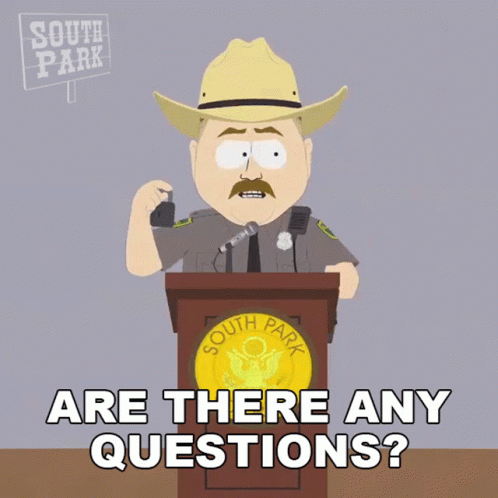 SOUTH
PARK
SOUTH PARK
ARE THERE ANY
QUESTIONS?